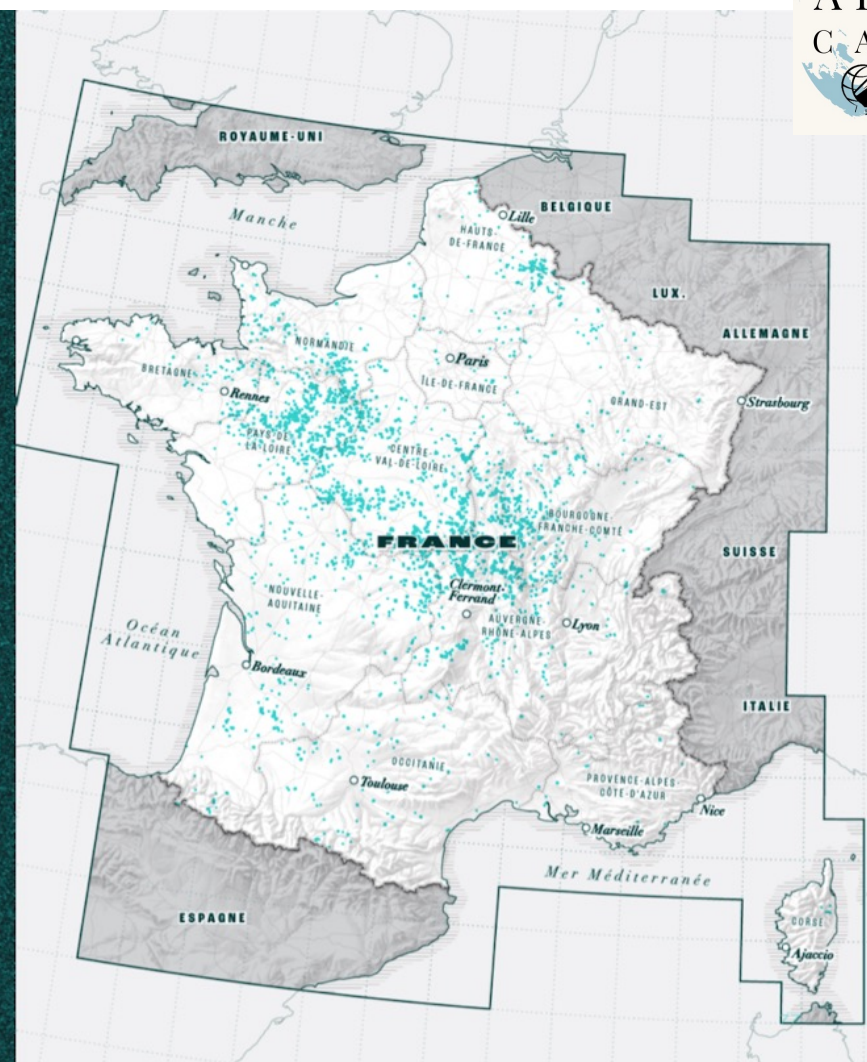 ROYAUME-UNI
Manche
Lille
BELGIQUE
HAUTS-
DE-FRANCE
LUX.
ALLEMAGNE
NORMANDIE
Paris
BRETAGNE
ÎLE-DE-FRANCE
Rennes
GRAND-EST
Strasbourg
PAYS-DE-
LA-LOIRE
CENTRE-
VAL-DE-LOIRE
BOURGOGNE-
FRANCHE-COMTÉ
FRANCE
SUISSE
Clermont-
Ferrand
NOUVELLE-
AQUITAINE
AUVERGNE-
RHÔNE-ALPES
Lyon
Océan
Atlantique
Bordeaux
ITALIE
OCCITANIE
Toulouse
PROVENCE-ALPES-
CÔTE-D'AZUR
Nice
Marseille
Mer Méditerranée
ESPAGNE
CORSE
Ajaccio